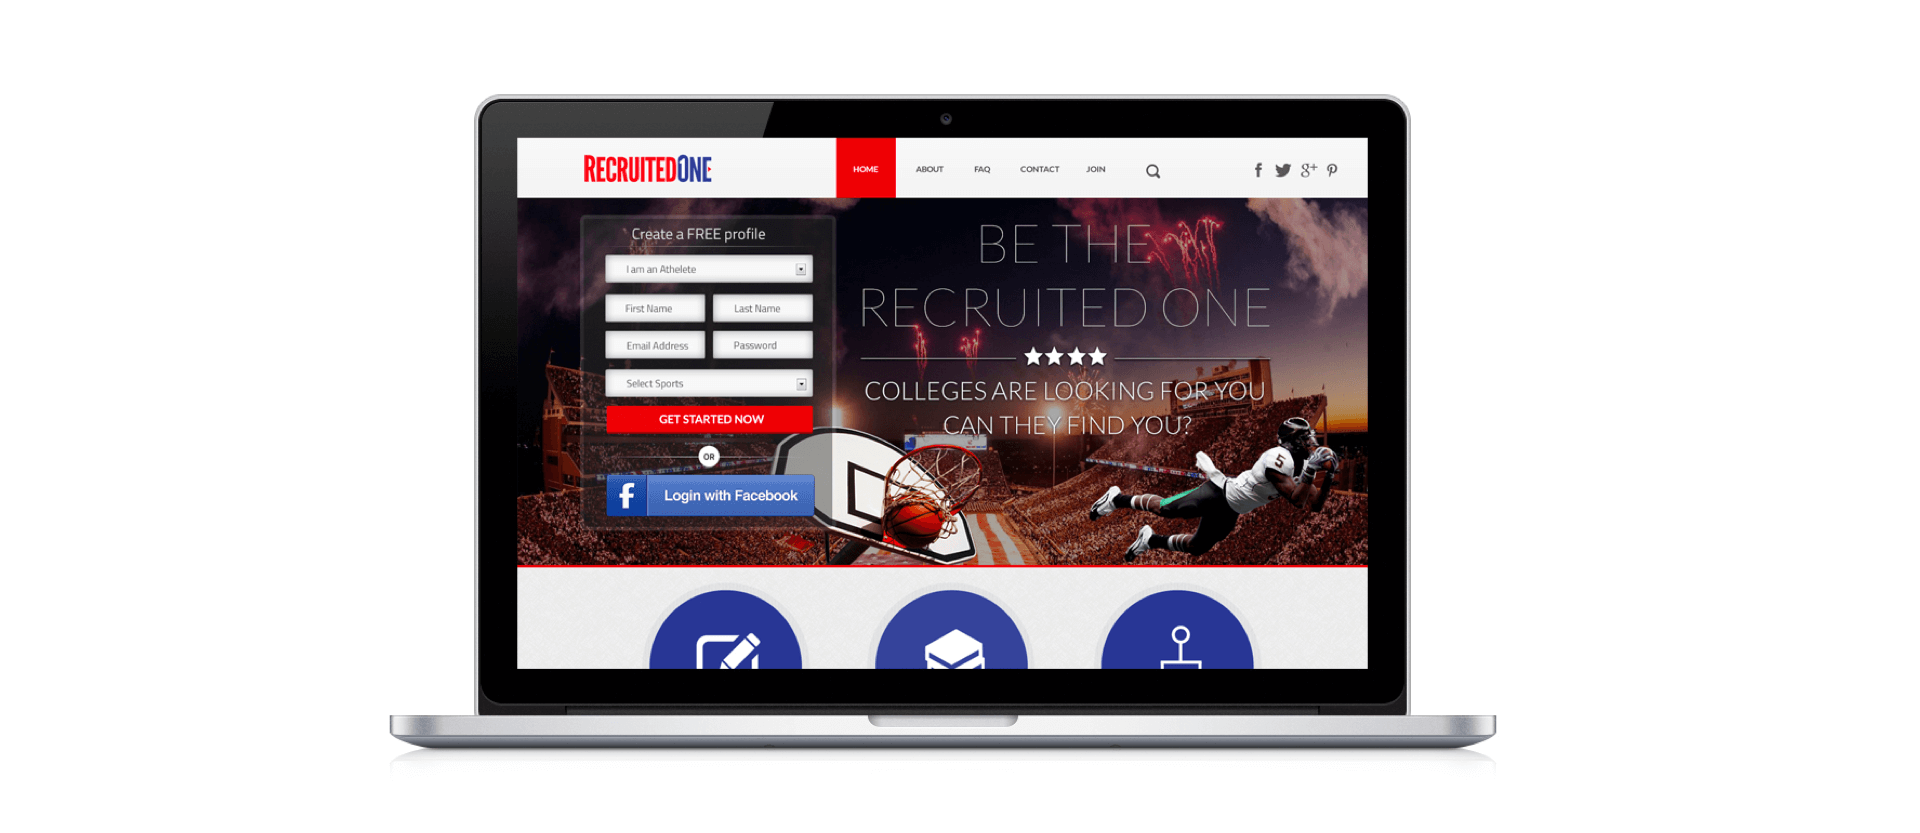 RECRUITEDONE
HOME ABOUT FAQ CONTACT JOIN
f g+
Create a FREE profile
I am an Athelete
First Name Last Name
Email Address Password
Select Sports
GET STARTED NOW
OR
f Login with Facebook
BE THE
RECRUITED ONE
COLLEGES ARE LOOKING FOR YOU
CAN THEY FIND YOU?
5